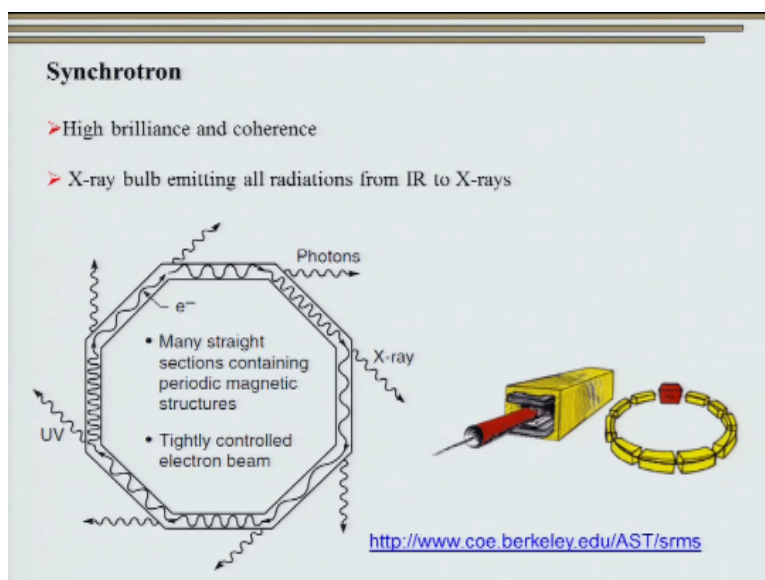 Synchrotron
➢High brilliance and coherence
➢ X-ray bulb emitting all radiations from IR to X-rays
Photons
e−
• Many straight
sections containing
periodic magnetic
structures
X-ray
• Tightly controlled
electron beam
UV
http://www.coe.berkeley.edu/AST/srms